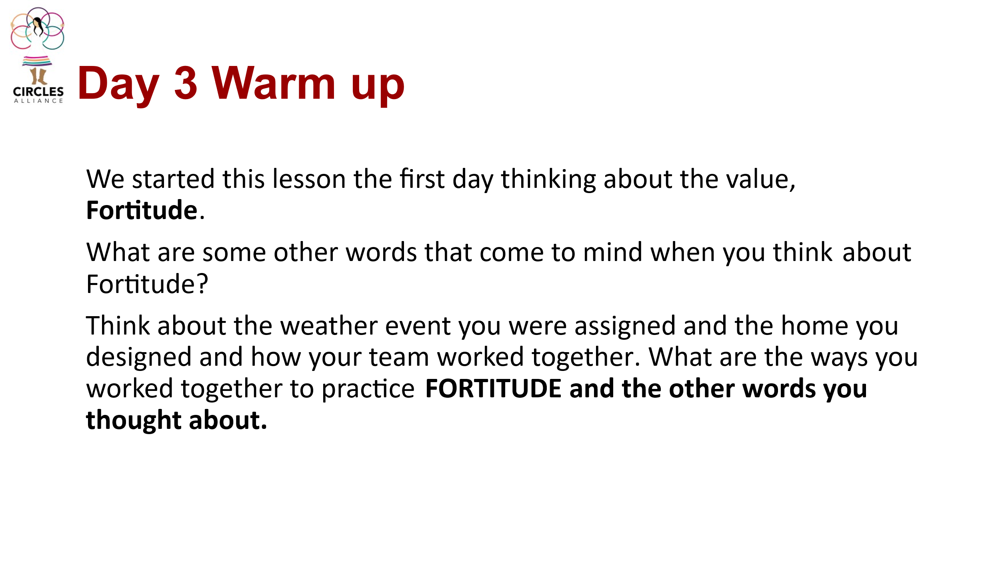 CIRCLES
ALLIANCE
Day 3 Warm up
We started this lesson the first day thinking about the value,
Fortitude.
What are some other words that come to mind when you think about
Fortitude?
Think about the weather event you were assigned and the home you
designed and how your team worked together. What are the ways you
worked together to practice FORTITUDE and the other words you
thought about.